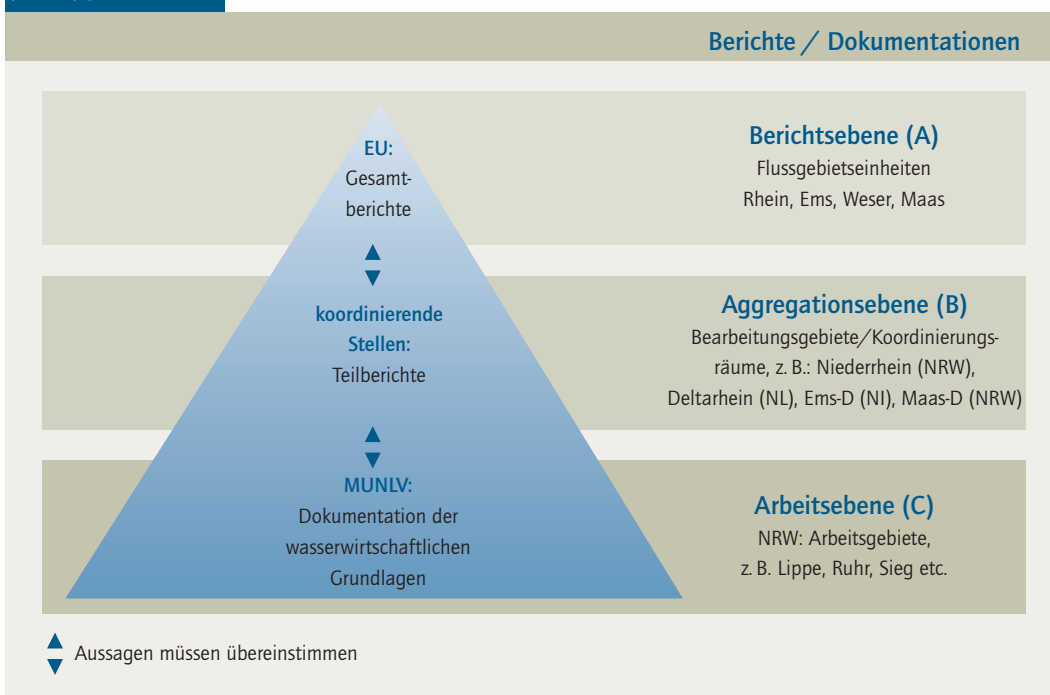 Berichte / Dokumentationen
EU:
Gesamt-
berichte
Berichtsebene (A)
Flussgebietseinheiten
Rhein, Ems, Weser, Maas
koordinierende
Stellen:
Teilberichte
Aggregationsebene (B)
Bearbeitungsgebiete/Koordinierungs-
räume, z. B.: Niederrhein (NRW),
Deltarhein (NL), Ems-D (NI), Maas-D (NRW)
MUNLV:
Dokumentation der
wasserwirtschaftlichen
Grundlagen
Arbeitsebene (C)
NRW: Arbeitsgebiete,
z. B. Lippe, Ruhr, Sieg etc.
Aussagen müssen übereinstimmen